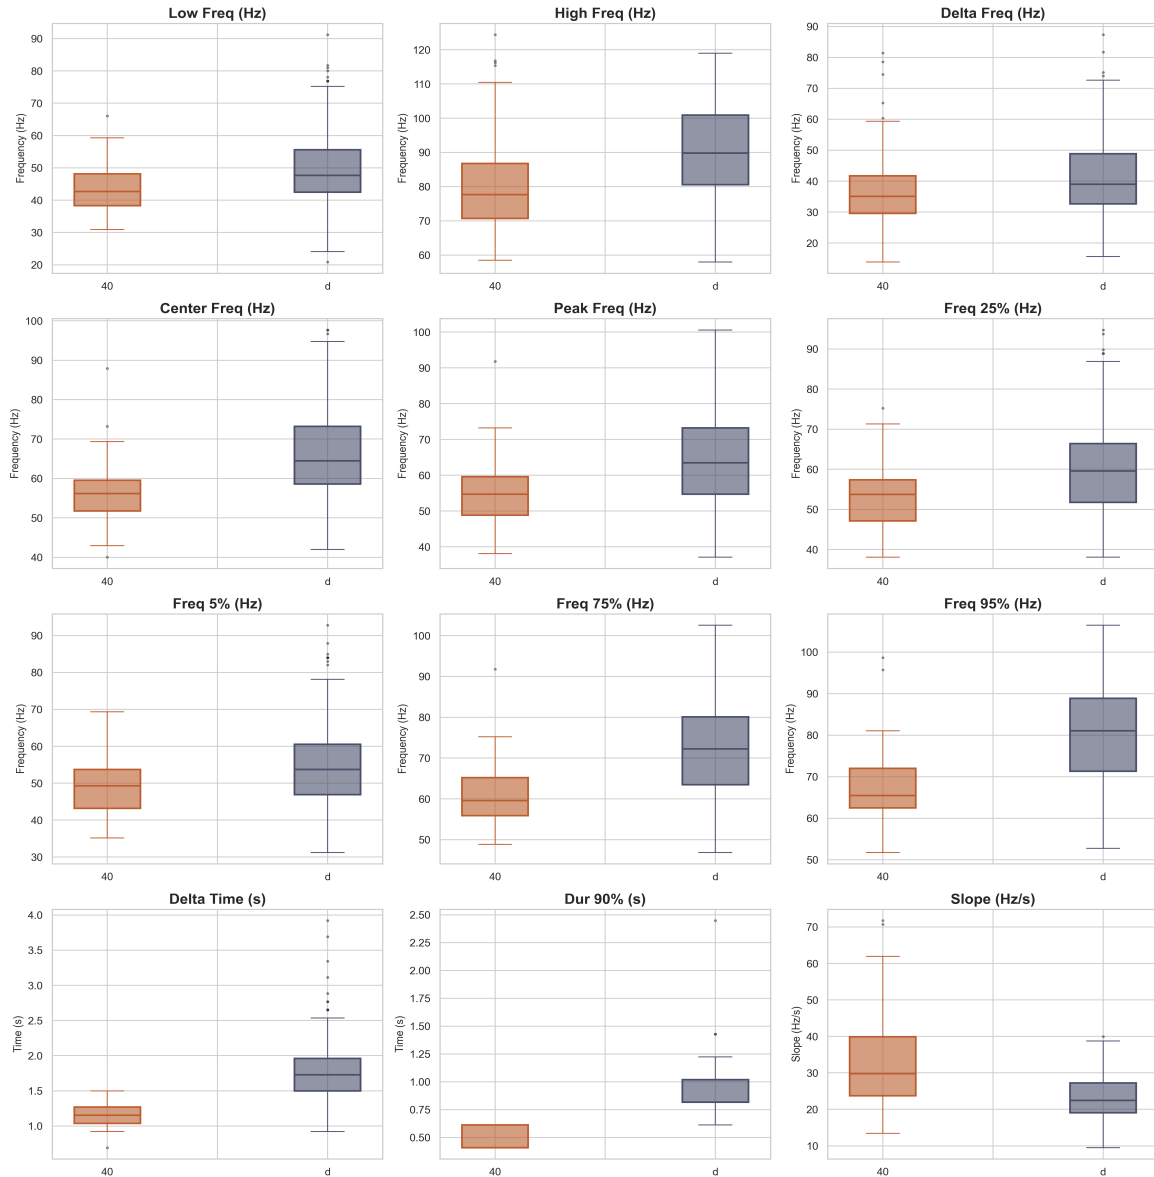 Low Freq (Hz)
Frequency (Hz)
90
80
70
60
50
40
30
20
40
d
High Freq (Hz)
Frequency (Hz)
120
110
100
90
80
70
60
40
d
Delta Freq (Hz)
Frequency (Hz)
90
80
70
60
50
40
30
20
40
d
Center Freq (Hz)
Frequency (Hz)
100
90
80
70
60
50
40
40
d
Peak Freq (Hz)
Frequency (Hz)
100
90
80
70
60
50
40
40
d
Freq 25% (Hz)
Frequency (Hz)
90
80
70
60
50
40
40
d
Freq 5% (Hz)
Frequency (Hz)
90
80
70
60
50
40
30
40
d
Freq 75% (Hz)
Frequency (Hz)
100
90
80
70
60
50
40
d
Freq 95% (Hz)
Frequency (Hz)
100
90
80
70
60
50
40
d
Delta Time (s)
Time (s)
4.0
3.5
3.0
2.5
2.0
1.5
1.0
40
d
Dur 90% (s)
Time (s)
2.50
2.25
2.00
1.75
1.50
1.25
1.00
0.75
0.50
40
d
Slope (Hz/s)
Slope (Hz/s)
70
60
50
40
30
20
10
40
d